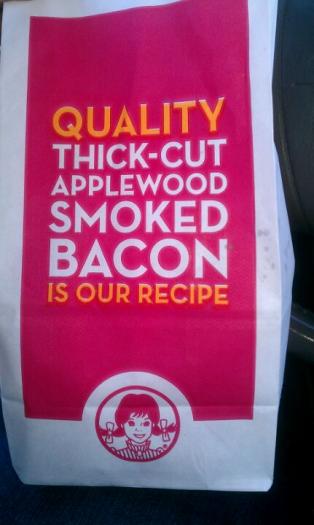 QUALITY
THICK-CUT
APPLEWOOD
SMOKED
BACON
IS OUR RECIPE